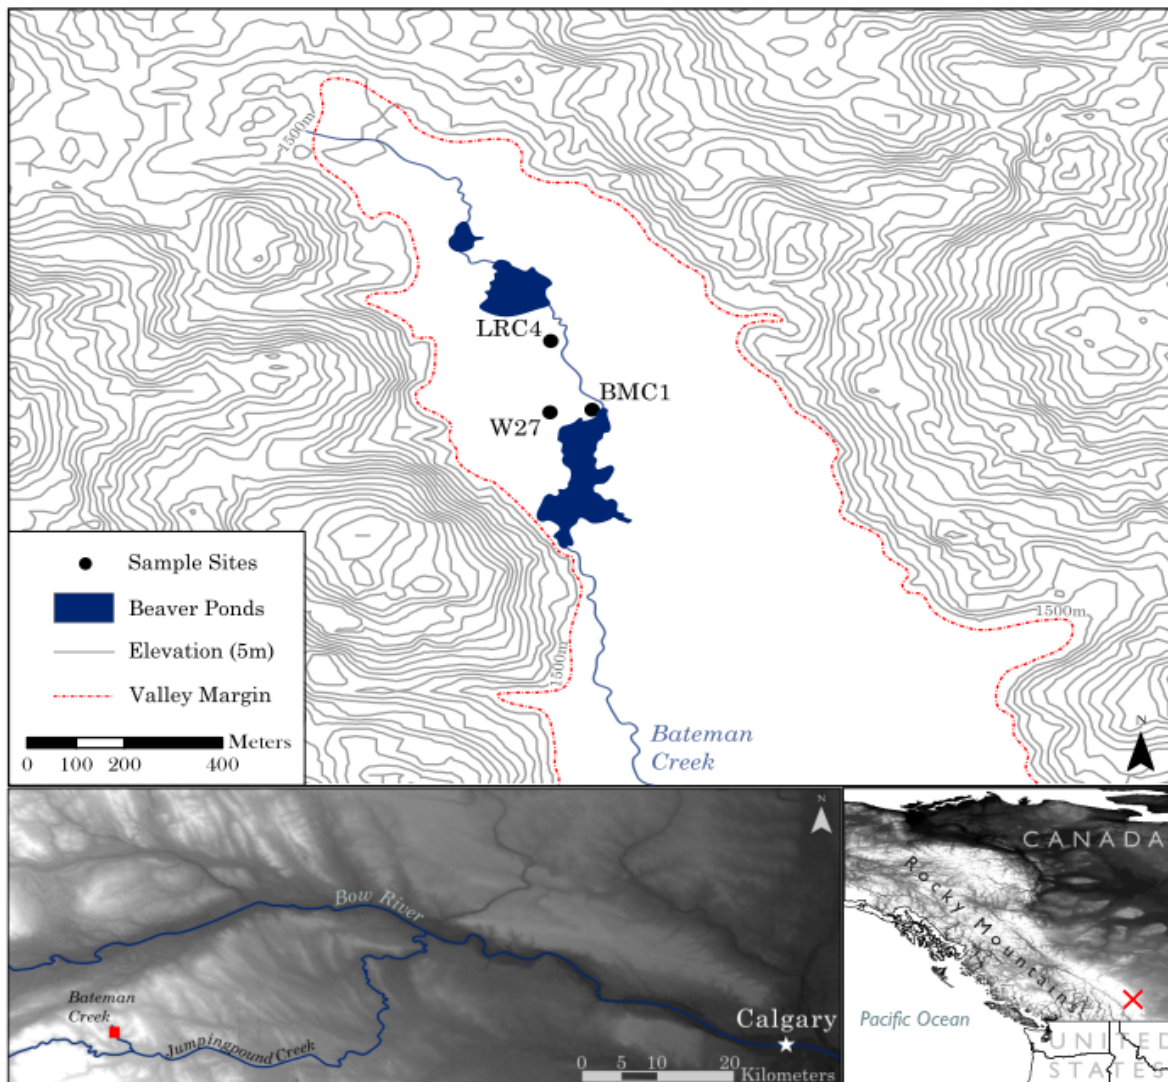 1500m
LRC4
BMC1
W27
1500m
1500m
Bateman
Creek
N
Sample Sites
Beaver Ponds
Elevation (5m)
Valley Margin
Meters
0 100 200 400
N
Bow River
Bateman
Creek
Jumpingpound Creek
Calgary
0 5 10 20
Kilometers
CANADA
Rocky Mountains
Pacific Ocean
UNITED
STATES